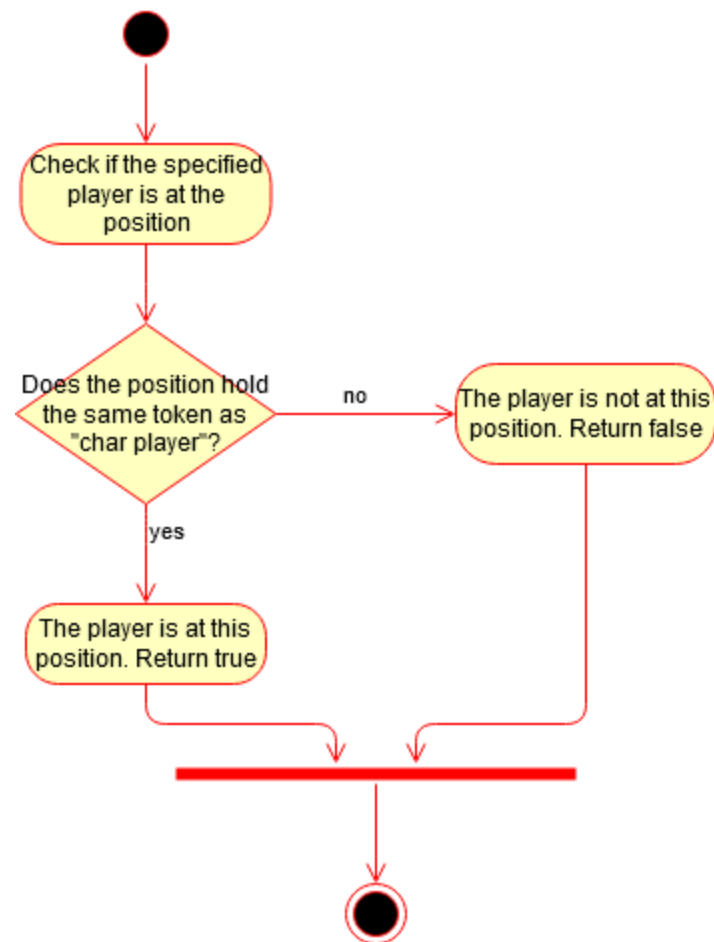 Check if the specified
player is at the
position
Does the position hold
the same token as
"char player"?
no
The player is not at this
position. Return false
yes
The player is at this
position. Return true